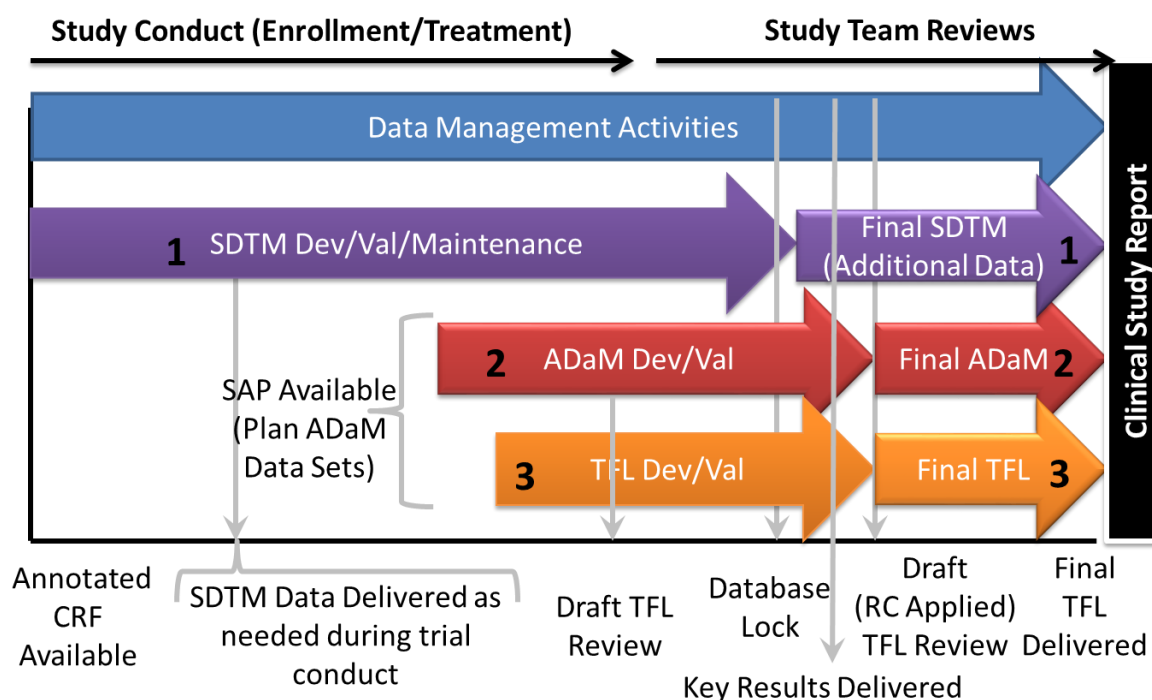 Study Conduct (Enrollment/Treatment)
Study Team Reviews
Data Management Activities
1
SDTM Dev/Val/Maintenance
Final SDTM
(Additional Data)
1
2
ADaM Dev/Val
Final ADaM
2
SAP Available
(Plan ADaM
Data Sets)
3
TFL Dev/Val
Final TFL
3
Clinical Study Report
Annotated
CRF
Available
SDTM Data Delivered as
needed during trial
conduct
Draft TFL
Review
Database
Lock
Key Results Delivered
Draft
(RC Applied)
TFL Review
Final
TFL
Delivered